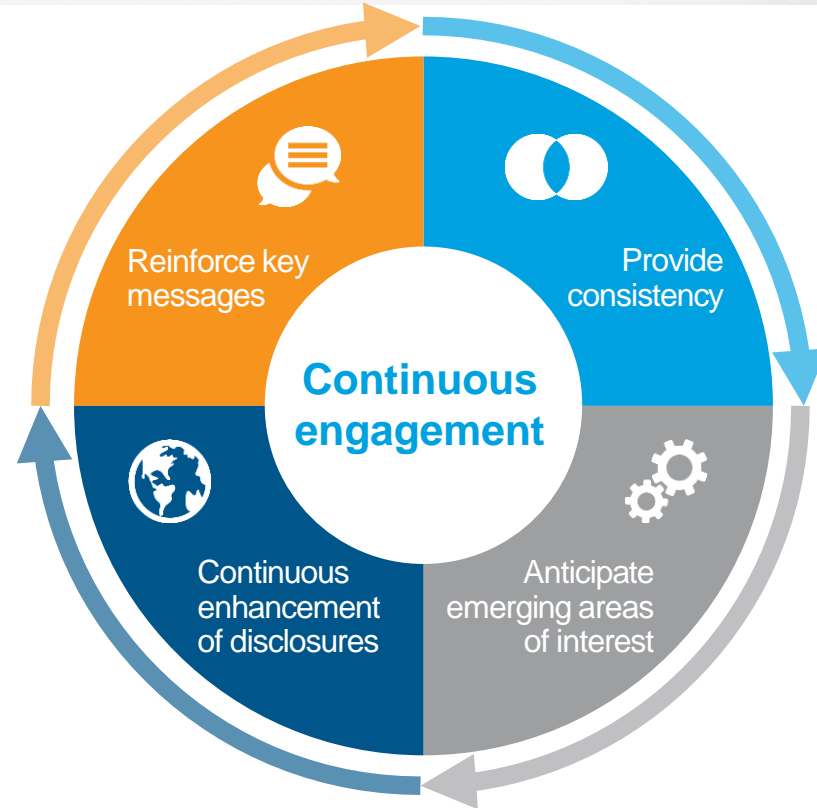 Reinforce key
messages
Provide
consistency
Continuous
engagement
Continuous
enhancement
of disclosures
Anticipate
emerging areas
of interest